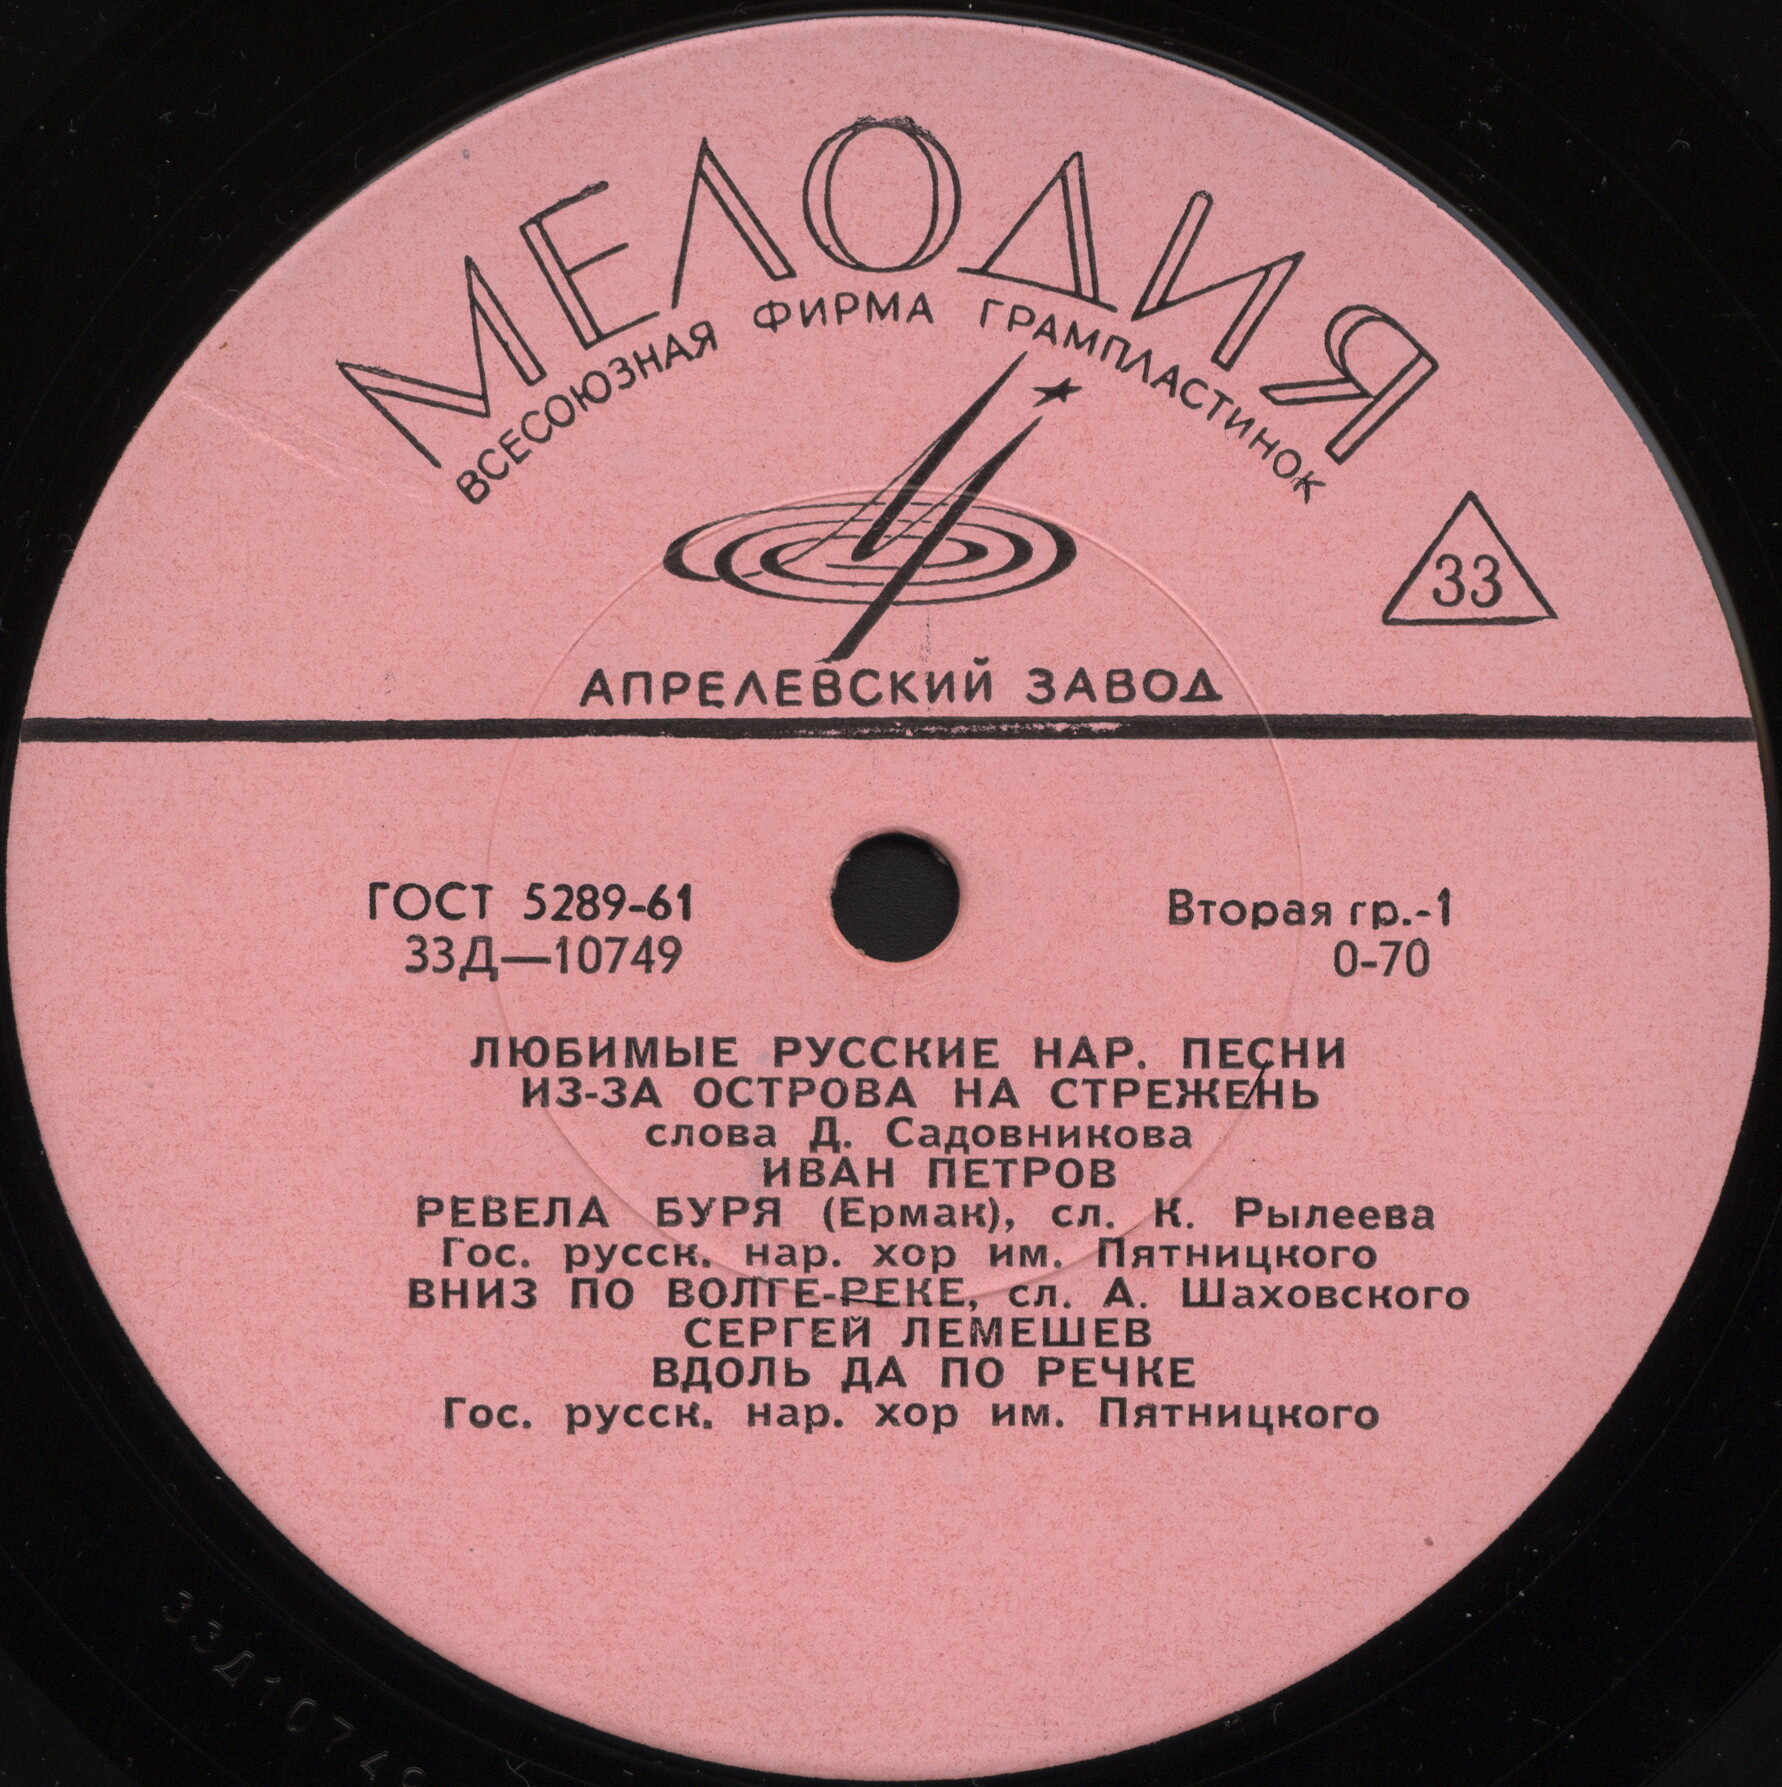 МЕЛОДИЯ
ВСЕСОЮЗНАЯ ФИРМА ГРАМПЛАСТИНОК
33
АПРЕЛЕВСКИЙ ЗАВОД
ГОСТ 5289-61
33Д—10749
Вторая гр.-1
0-70
ЛЮБИМЫЕ РУССКИЕ НАР. ПЕСНИ
ИЗ-ЗА ОСТРОВА НА СТРЕЖЕНЬ
слова Д. Садовникова
ИВАН ПЕТРОВ
РЕВЕЛА БУРЯ (Ермак), сл. К. Рылеева
Гос. русск. нар. хор им. Пятницкого
ВНИЗ ПО ВОЛГЕ-РЕКЕ, сл. А. Шаховского
СЕРГЕЙ ЛЕМЕШЕВ
ВДОЛЬ ДА ПО РЕЧКЕ
Гос. русск. нар. хор им. Пятницкого
33Д10749